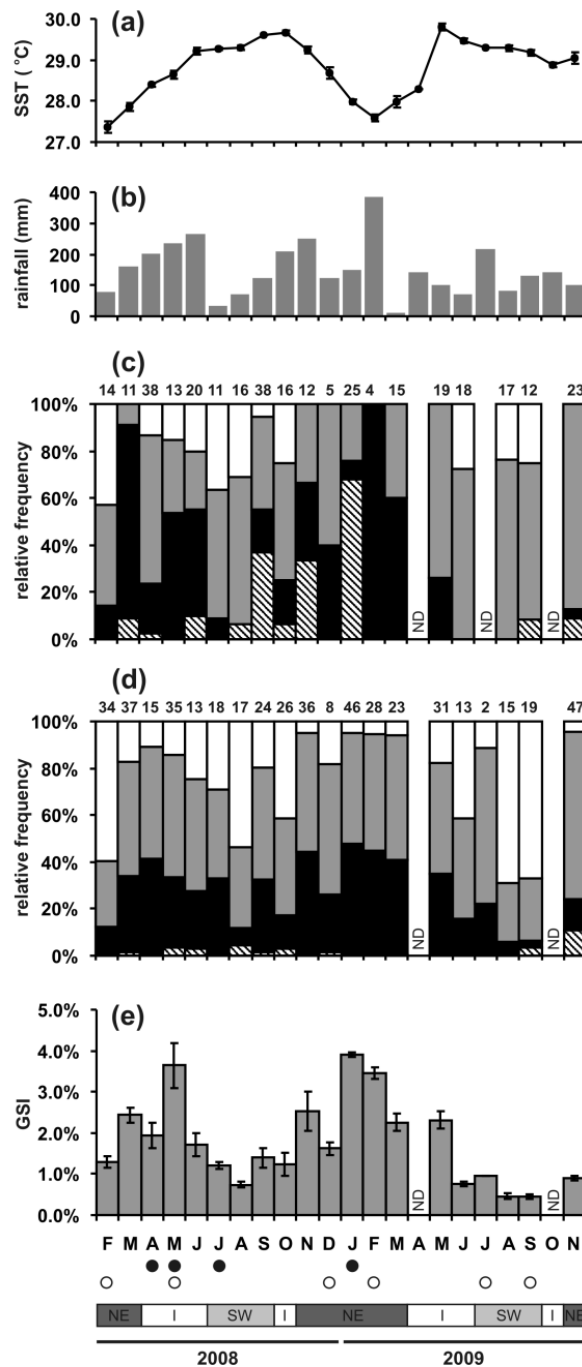 (a)
30.0
29.0
28.0
27.0
SST ( °C)
(b)
400
300
200
100
0
rainfall (mm)
(c)
14 11 38 13 20 11 16 38 16 12 5 25 4 15 19 18 17 12 23
100%
80%
60%
40%
20%
0%
relative frequency
ND ND ND
(d)
34 37 15 35 13 18 17 24 26 36 8 46 28 23 31 13 2 15 19 47
100%
80%
60%
40%
20%
0%
relative frequency
ND ND
(e)
5.0%
4.0%
3.0%
2.0%
1.0%
0.0%
GSI
ND ND
F M A M J J A S O N D J F M A M J J A S O N
NE I SW I NE I SW I NE
2008 2009